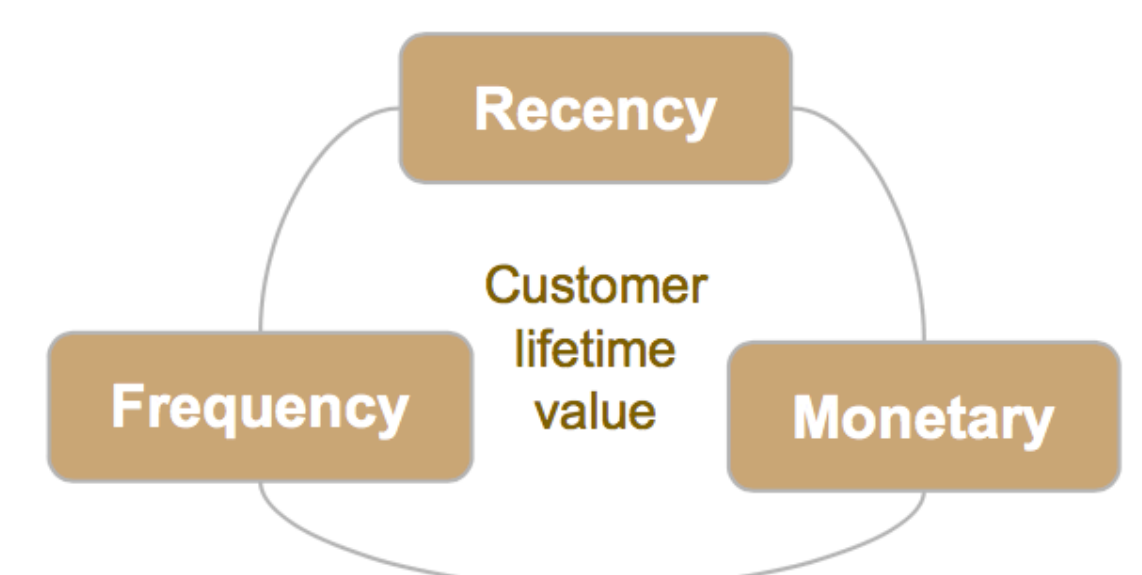 Recency
Customer
lifetime
value
Frequency
Monetary